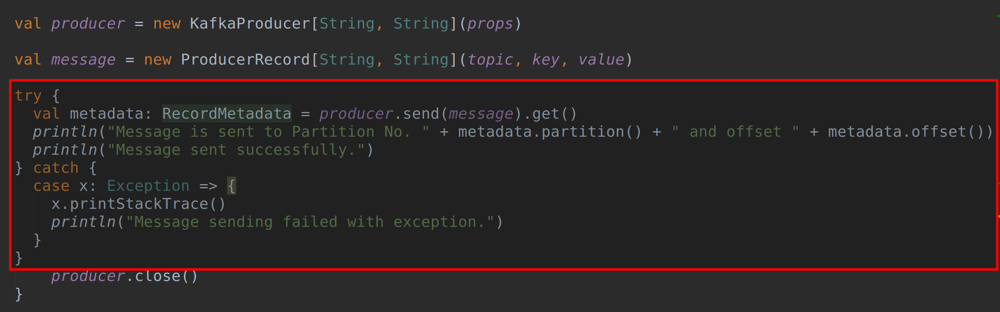 val producer = new KafkaProducer[String, String](props)
val message = new ProducerRecord[String, String](topic, key, value)
try {
val metadata: RecordMetadata = producer.send(message).get()
println("Message is sent to Partition No. " + metadata.partition() + " and offset " + metadata.offset())
println("Message sent successfully.")
} catch {
case x: Exception => {
x.printStackTrace()
println("Message sending failed with exception.")
}
}
producer.close()
}